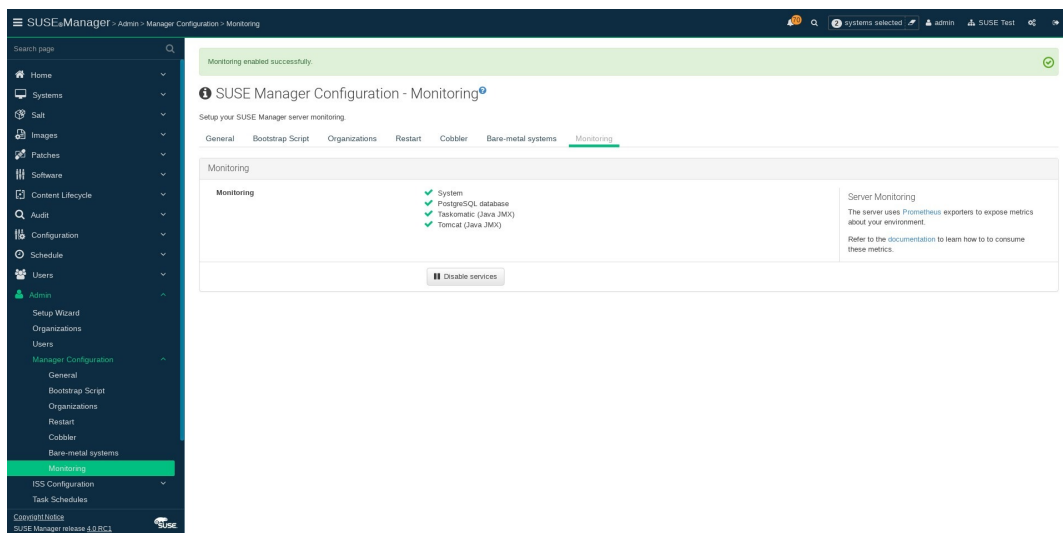 SUSE®Manager > Admin > Manager Configuration > Monitoring
2 systems selected admin SUSE Test
Search page
Home
Systems
Salt
Images
Patches
Software
Content Lifecycle
Audit
Configuration
Schedule
Users
Admin
Setup Wizard
Organizations
Users
Manager Configuration
General
Bootstrap Script
Organizations
Restart
Cobbler
Bare-metal systems
Monitoring
ISS Configuration
Task Schedules
Copyright Notice
SUSE Manager release 4.0 RC1
SUSE
Monitoring enabled successfully.
SUSE Manager Configuration - Monitoring
Setup your SUSE Manager server monitoring.
General Bootstrap Script Organizations Restart Cobbler Bare-metal systems Monitoring
Monitoring
Monitoring
System
PostgreSQL database
Taskomatic (Java JMX)
Tomcat (Java JMX)
Disable services
Server Monitoring
The server uses Prometheus exporters to expose metrics
about your environment.
Refer to the documentation to learn how to to consume
these metrics.